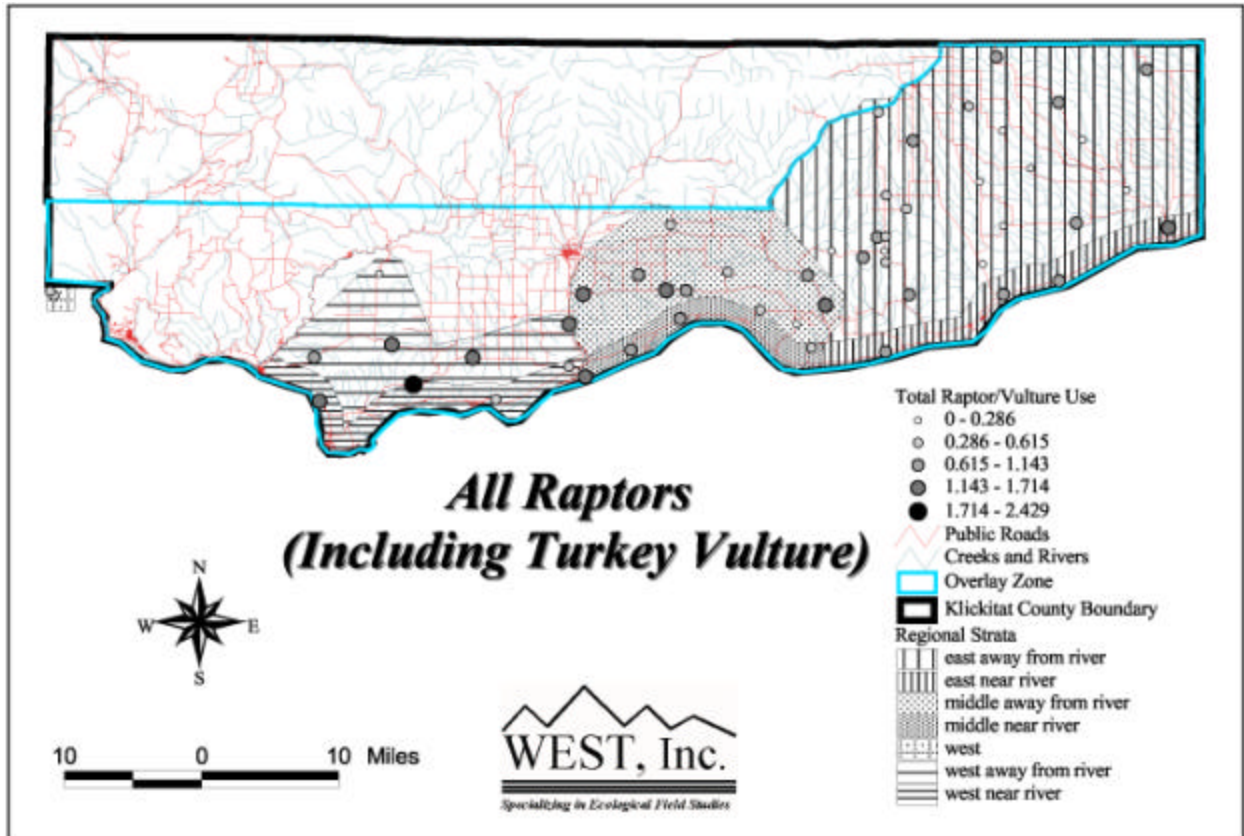 Total Raptor/Vulture Use
0 - 0.286
0.286 - 0.615
0.615 - 1.143
1.143 - 1.714
1.714 - 2.429
Public Roads
Creeks and Rivers
Overlay Zone
Klickitat County Boundary
Regional Strata
east away from river
east near river
middle away from river
middle near river
west
west away from river
west near river
All Raptors
(Including Turkey Vulture)
N
W E
S
10 0 10 Miles
WEST, Inc.
Specializing in Ecological Field Studies